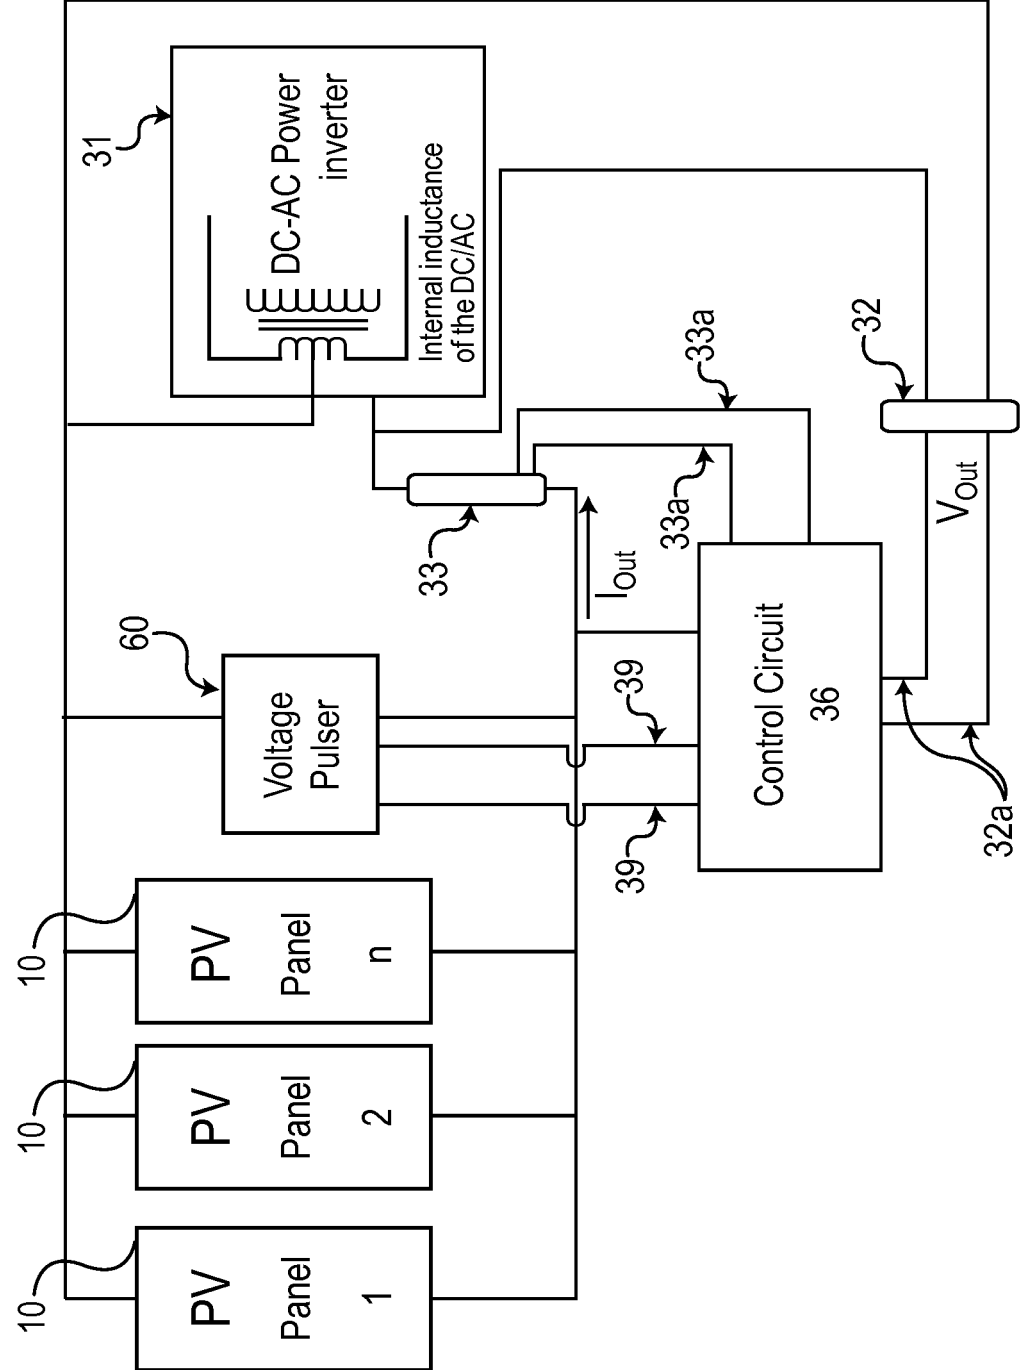 10
PV
Panel
1
10
PV
Panel
2
10
PV
Panel
n
60
Voltage
Pulser
31
DC-AC Power
inverter
Internal inductance
of the DC/AC
33
33a
33a
IOut
39
39
Control Circuit
36
32
VOut
32a